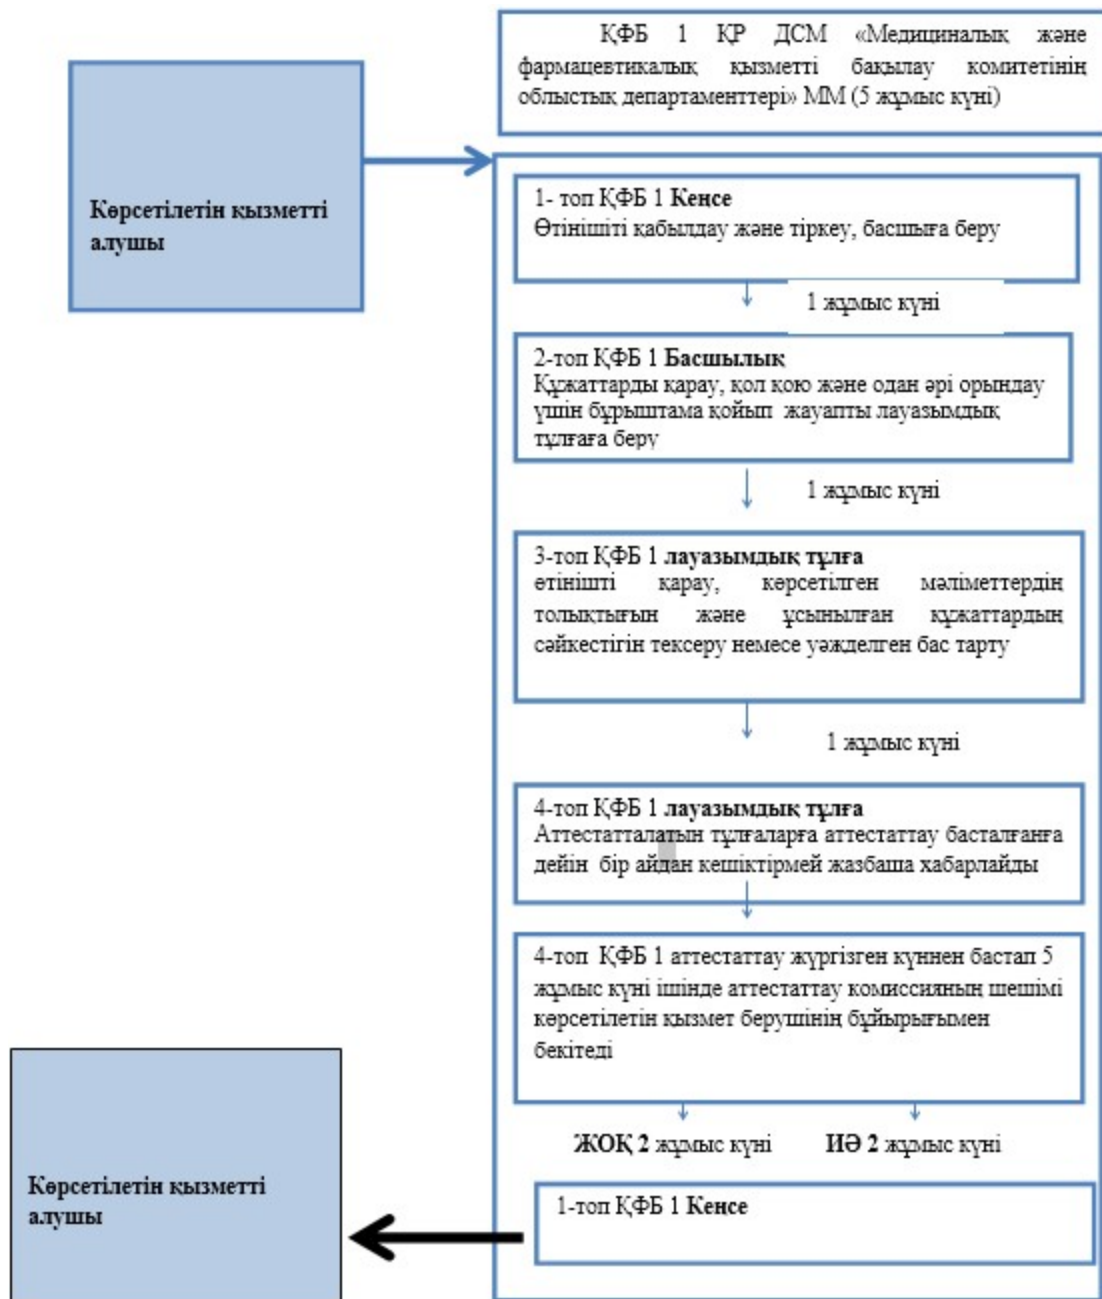 ҚФБ 1 ҚР ДСМ «Медициналық және
фармацевтикалық қызметті бақылау комитетінің
облыстық департаменттері» ММ (5 жұмыс күні)
Көрсетілетін қызметті
алушы
1- топ ҚФБ 1 Кеңсе
Өтінішіті қабылдау және тіркеу, басшыға беру
1 жұмыс күні
2-топ ҚФБ 1 Басшылық
Құжаттарды қарау, қол қою және одан әрі орындау
үшін бұрыштама қойып жауапты лауазымдық
тұлғаға беру
1 жұмыс күні
3-топ ҚФБ 1 лауазымдық тұлға
өтінішті қарау, көрсетілген мәліметтердің
толықтығын және ұсынылған құжаттардың
сәйкестігін тексеру немесе уәжделген бас тарту
1 жұмыс күні
4-топ ҚФБ 1 лауазымдық тұлға
Аттестатталатын тұлғаларға аттестаттау басталғанға
дейін бір айдан кешіктірмей жазбаша хабарлайды
4-топ ҚФБ 1 аттестаттау жүргізген күннен бастап 5
жұмыс күні ішінде аттестаттау комиссияның шешімі
көрсетілетін қызмет берушінің бұйырығымен
бекітеді
ЖОҚ 2 жұмыс күні ИӘ 2 жұмыс күні
1-топ ҚФБ 1 Кеңсе
Көрсетілетін қызметті
алушы